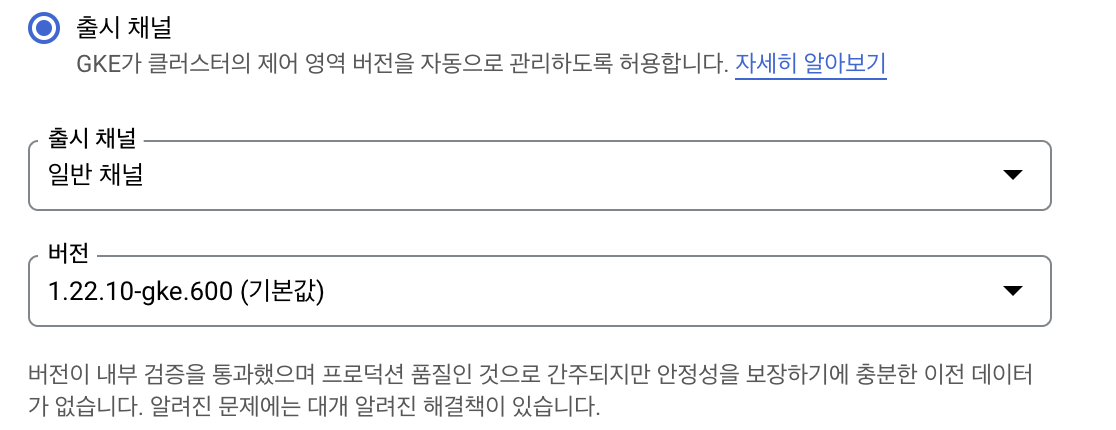 출시 채널
GKE가 클러스터의 제어 영역 버전을 자동으로 관리하도록 허용합니다. 자세히 알아보기
출시 채널
일반 채널
버전
1.22.10-gke.600 (기본값)
버전이 내부 검증을 통과했으며 프로덕션 품질인 것으로 간주되지만 안정성을 보장하기에 충분한 이전 데이터
가 없습니다. 알려진 문제에는 대개 알려진 해결책이 있습니다.